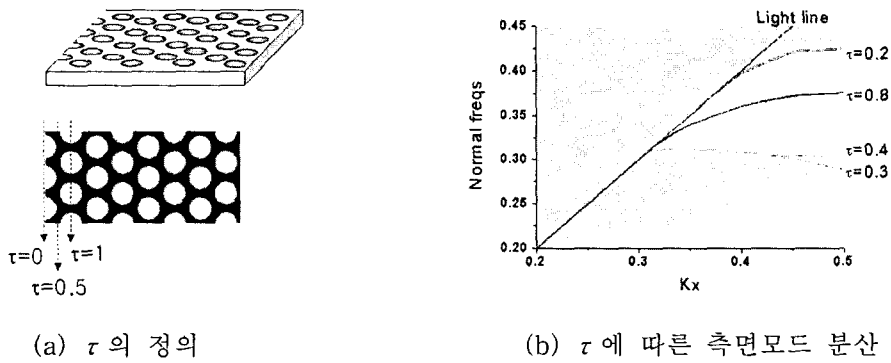 τ=0
τ=0.5
τ=1
(a) τ의 정의
Light line
0.45
0.40
0.35
0.30
0.25
0.20
Normal freqs
τ=0.2
τ=0.8
τ=0.4
τ=0.3
0.2
0.3
0.4
0.5
Kx
(b) τ에 따른 측면모드 분산